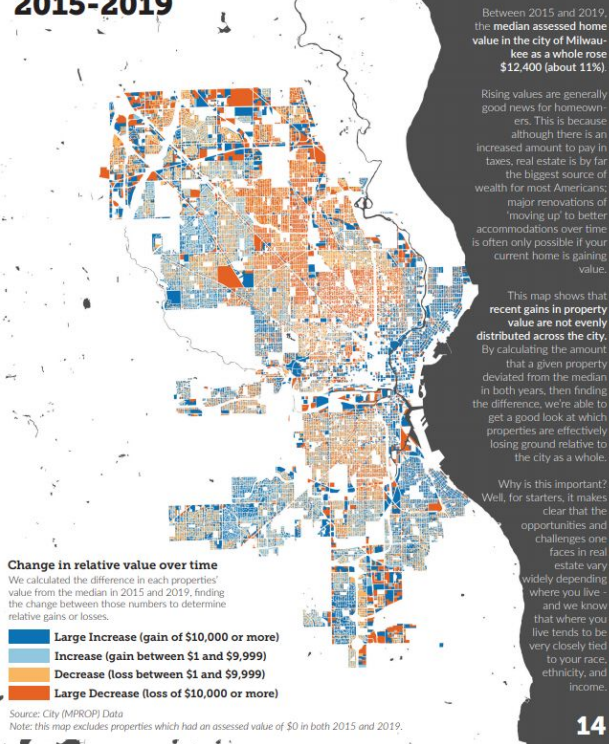 2015-2019
Between 2015 and 2019,
the median assessed home
value in the city of Milwau-
kee as a whole rose
$12,400 (about 11%).
Rising values are generally
good news for homeown-
ers. This is because
although there is an
increased amount to pay in
taxes, real estate is by far
the biggest source of
wealth for most Americans;
major renovations of
'moving up' to better
accommodations over time
is often only possible if your
current home is gaining
value.
This map shows that
recent gains in property
value are not evenly
distributed across the city.
By calculating the amount
that a given property
deviated from the median
in both years, then finding
the difference, we're able to
get a good look at which
properties are effectively
losing ground relative to
the city as a whole.
Why is this important?
Well, for starters, it makes
clear that the
opportunities and
challenges one
faces in real
estate vary
widely depending
where you live -
and we know
that where you
live tends to be
very closely tied
to your race,
ethnicity, and
income.
Change in relative value over time
We calculated the difference in each properties'
value from the median in 2015 and 2019, finding
the change between those numbers to determine
relative gains or losses.
Large Increase (gain of $10,000 or more)
Increase (gain between $1 and $9,999)
Decrease (loss between $1 and $9,999)
Large Decrease (loss of $10,000 or more)
Source: City (MPROP) Data
Note: this map excludes properties which had an assessed value of $0 in both 2015 and 2019.
14